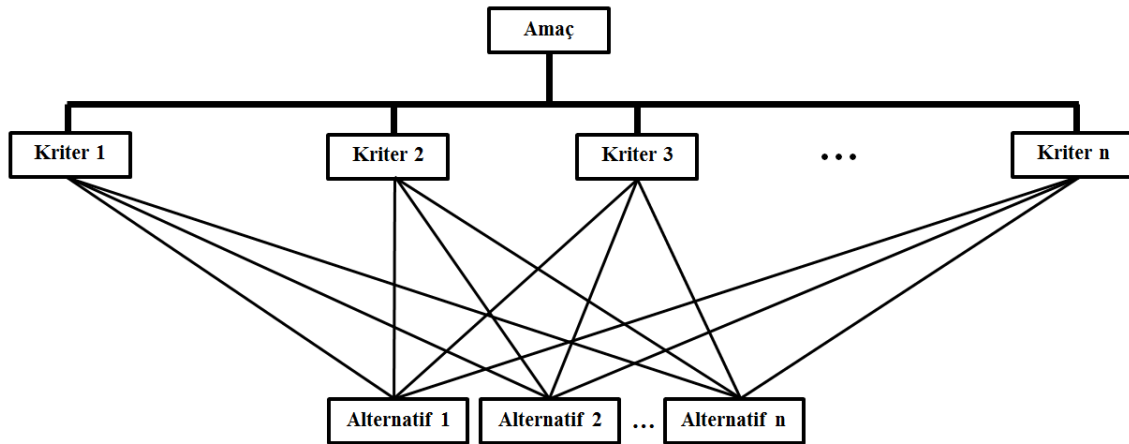 Amaç
Kriter 1
Kriter 2
Kriter 3
...
Kriter n
Alternatif 1
Alternatif 2
...
Alternatif n